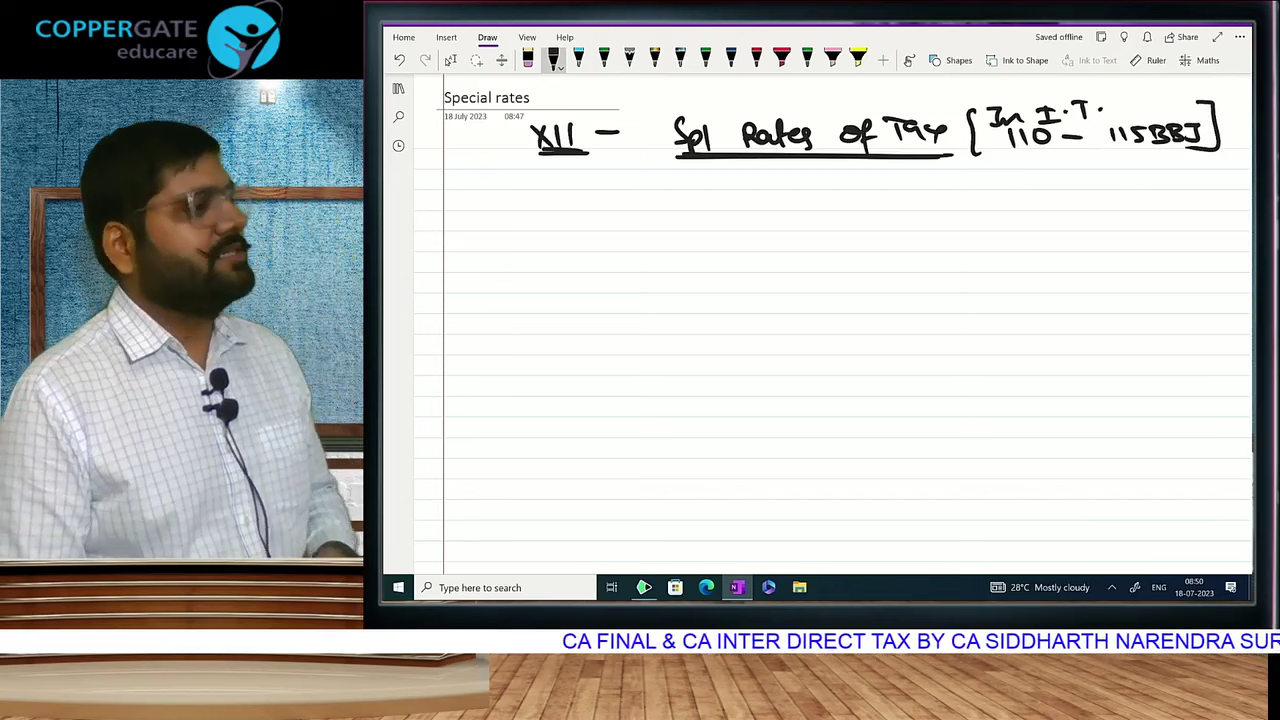 COPPERGATE
educare
Home Insert Draw View Help
Saved offline Share
Shapes Ink to Shape Ink to Text Ruler Maths
Special rates
18 July 2023 08:47
XII - Spl Rates of Tax [ In I.T.
110 - 115BBJ ]
Type here to search
28°C Mostly cloudy
ENG
08:50
18-07-2023
CA FINAL & CA INTER DIRECT TAX BY CA SIDDHARTH NARENDRA SUR